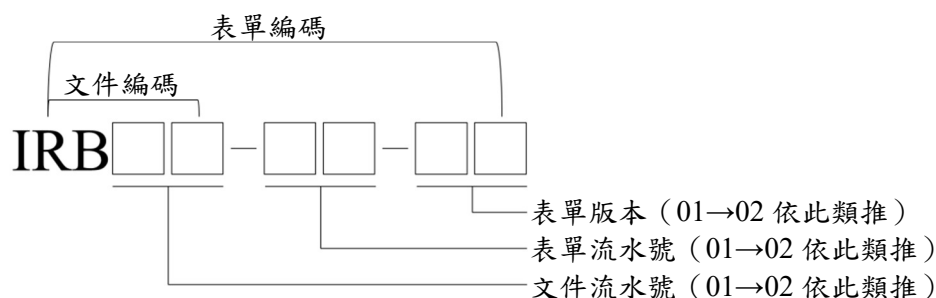 表單編碼
文件編碼
IRB□□-□□-□□
表單版本（01→02 依此類推）
表單流水號（01→02 依此類推）
文件流水號（01→02 依此類推）